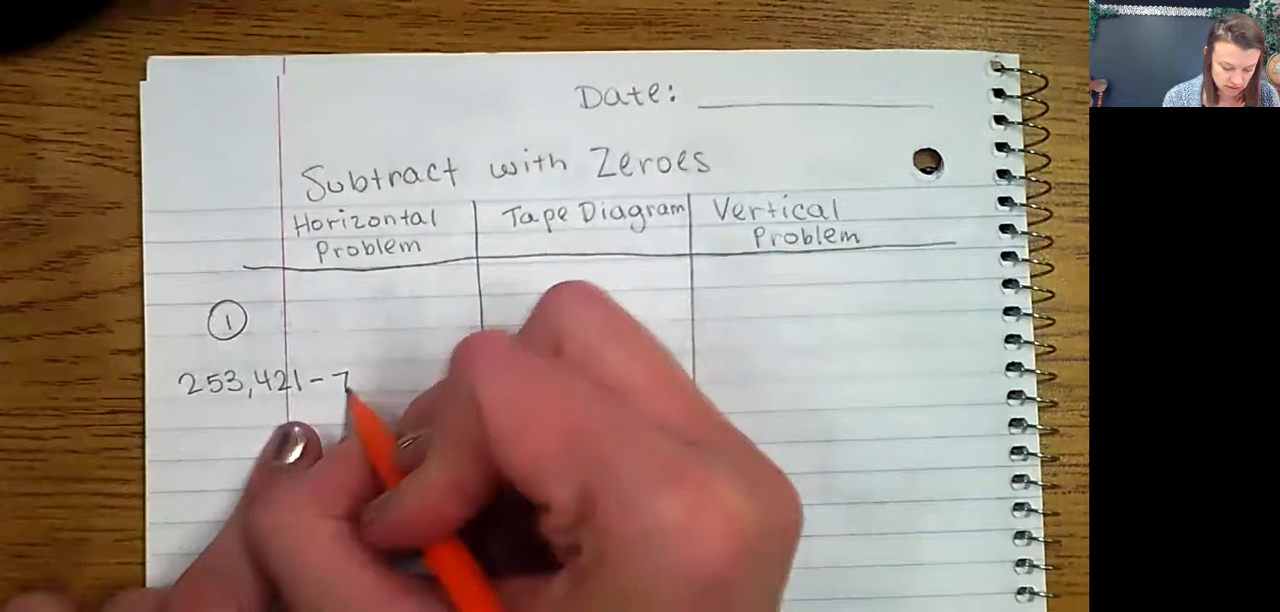 Date:
Subtract with Zeroes
Horizontal Problem
Tape Diagram
Vertical Problem
1
253,421-7